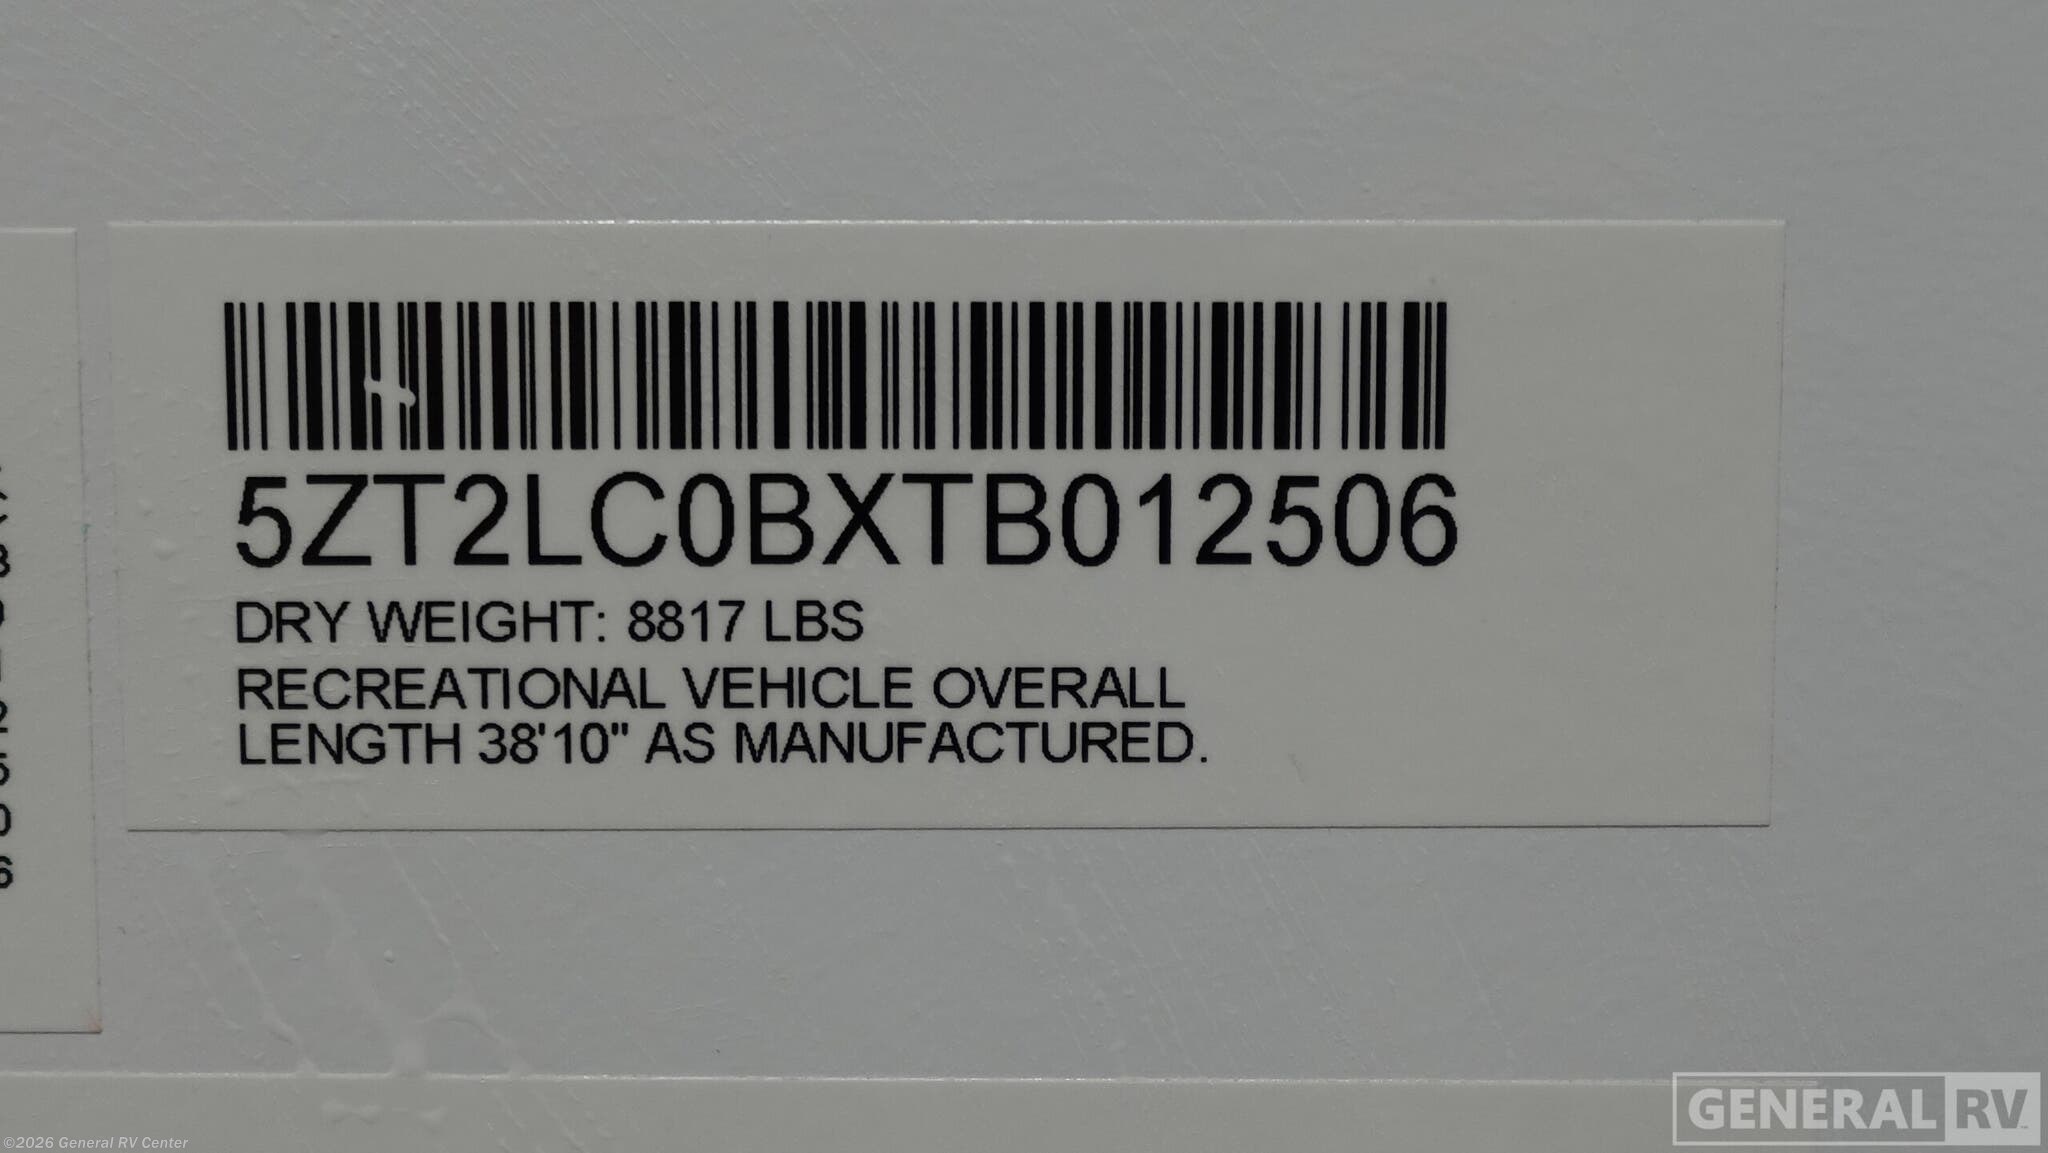 5ZT2LC0BXTB012506
DRY WEIGHT: 8817 LBS
RECREATIONAL VEHICLE OVERALL
LENGTH 38'10" AS MANUFACTURED.
GENERAL RV
©2026 General RV Center